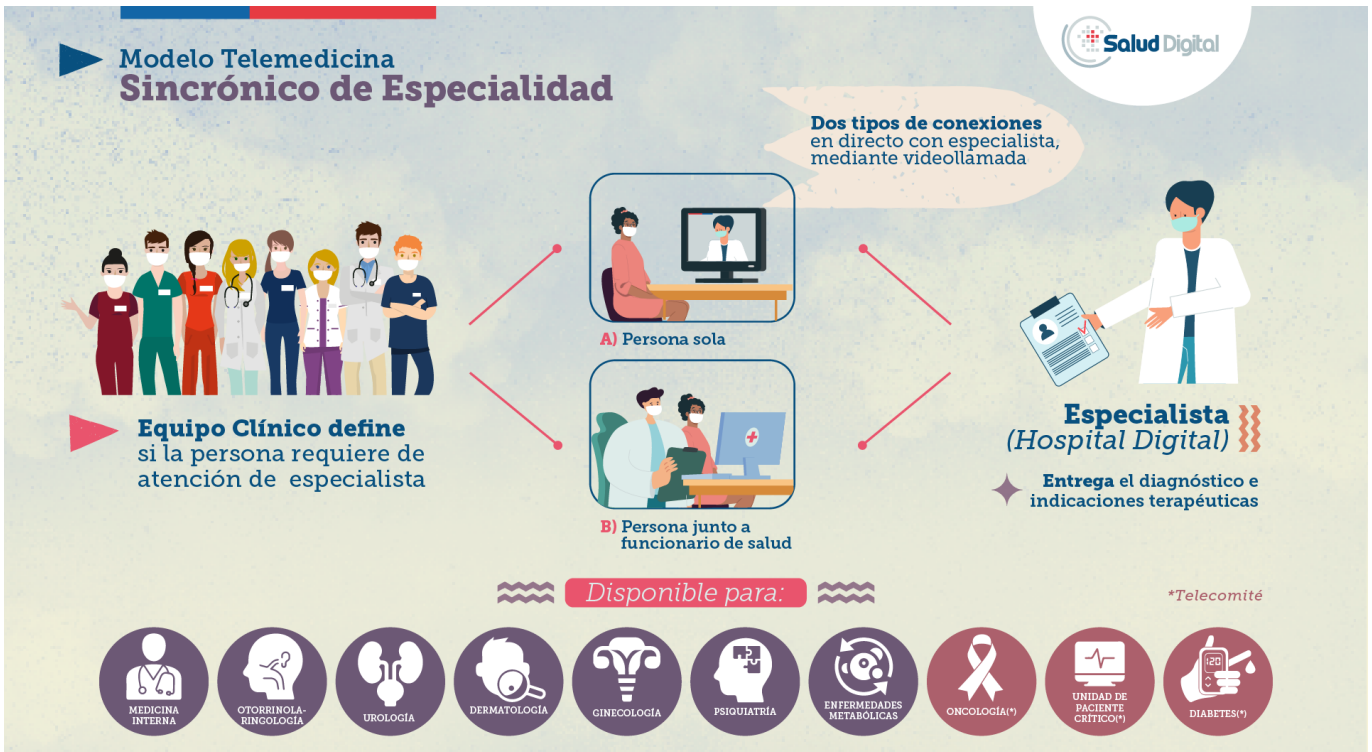 Modelo Telemedicina
Sincrónico de Especialidad
Salud Digital
Dos tipos de conexiones
en directo con especialista,
mediante videollamada
A) Persona sola
B) Persona junto a
funcionario de salud
Equipo Clínico define
si la persona requiere de
atención de especialista
Especialista
(Hospital Digital)
Entrega el diagnóstico e
indicaciones terapéuticas
Disponible para:
*Telecomité
MEDICINA
INTERNA
OTORRINOLA-
RINGOLOGÍA
UROLOGÍA
DERMATOLOGÍA
GINECOLOGÍA
PSIQUIATRÍA
ENFERMEDADES
METABÓLICAS
ONCOLOGÍA(*)
UNIDAD DE
PACIENTE
CRÍTICO(*)
120
DIABETES(*)